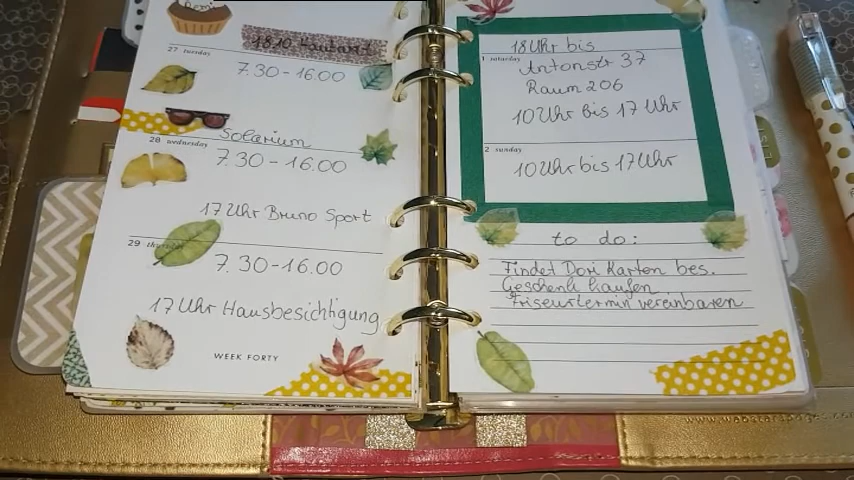 27 tuesday
7.30-16.00
Solarium
28 wednesday
7.30-16.00
17 Uhr Bruno Sport
29 thursday
7.30-16.00
17 Uhr Hausbesichtigung
WEEK FORTY
18 Uhr bis
1 saturday
Antonstr 37
Raum 206
10 Uhr bis 17 Uhr
2 sunday
10 Uhr bis 17 Uhr
to do:
Findet Dori Karten bes.
Geschenk kaufen
Friseurtermin vereinbaren